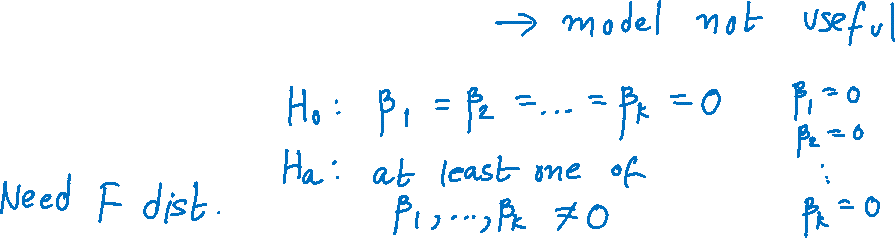 → model not useful
H₀: β₁ = β₂ = ... = βₖ = 0
Hₐ: at least one of
β₁, ..., βₖ ≠ 0
β₁ = 0
β₂ = 0
⋮
βₖ = 0
Need F dist.